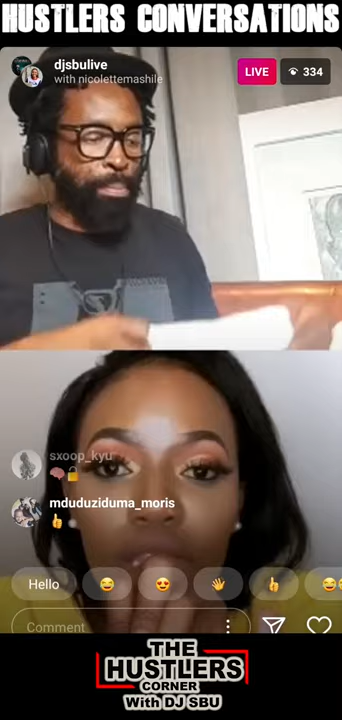 HUSTLERS CONVERSATIONS
djsbulive
with nicolettemashile
LIVE
334
sxoop_kyu
mduduziduma_moris
Hello
Comment
THE
HUSTLERS
CORNER
With DJ SBU